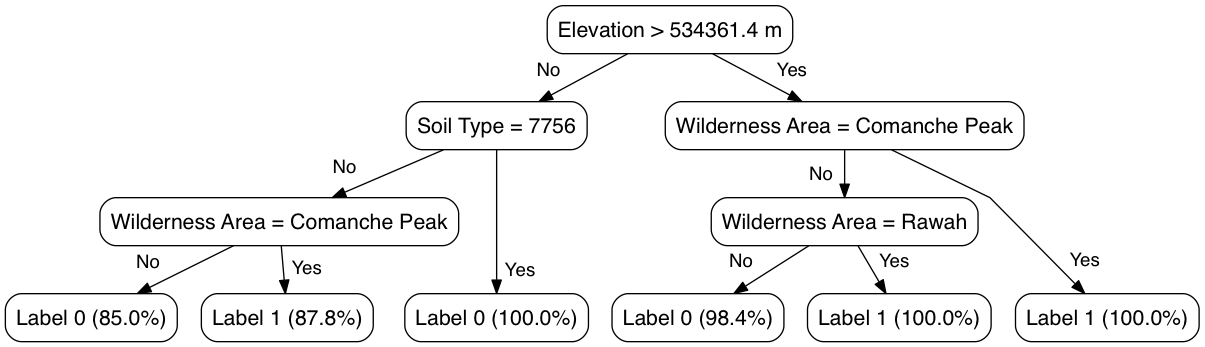 Elevation > 534361.4 m
No
Yes
Soil Type = 7756
Wilderness Area = Comanche Peak
No
No
Wilderness Area = Comanche Peak
Wilderness Area = Rawah
No
Yes
Yes
No
Yes
Yes
Label 0 (85.0%)
Label 1 (87.8%)
Label 0 (100.0%)
Label 0 (98.4%)
Label 1 (100.0%)
Label 1 (100.0%)